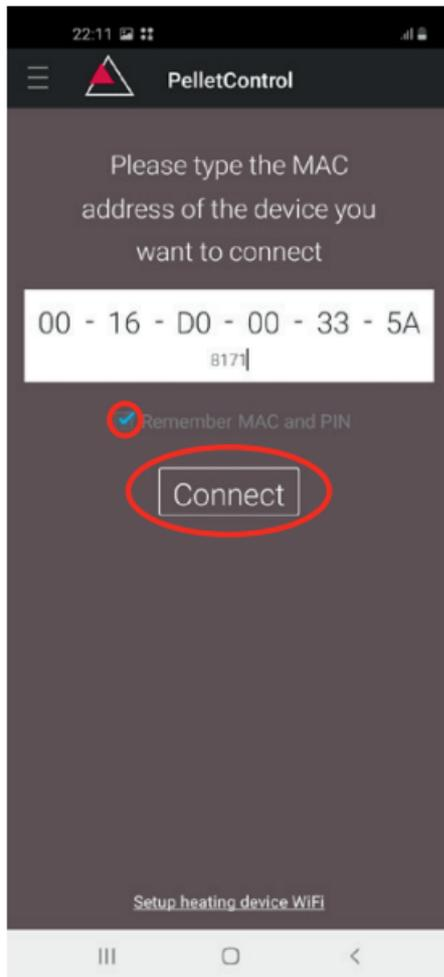 22:11
PelletControl
Please type the MAC
address of the device you
want to connect
00 - 16 - D0 - 00 - 33 - 5A
8171
Remember MAC and PIN
Connect
Setup heating device WiFi